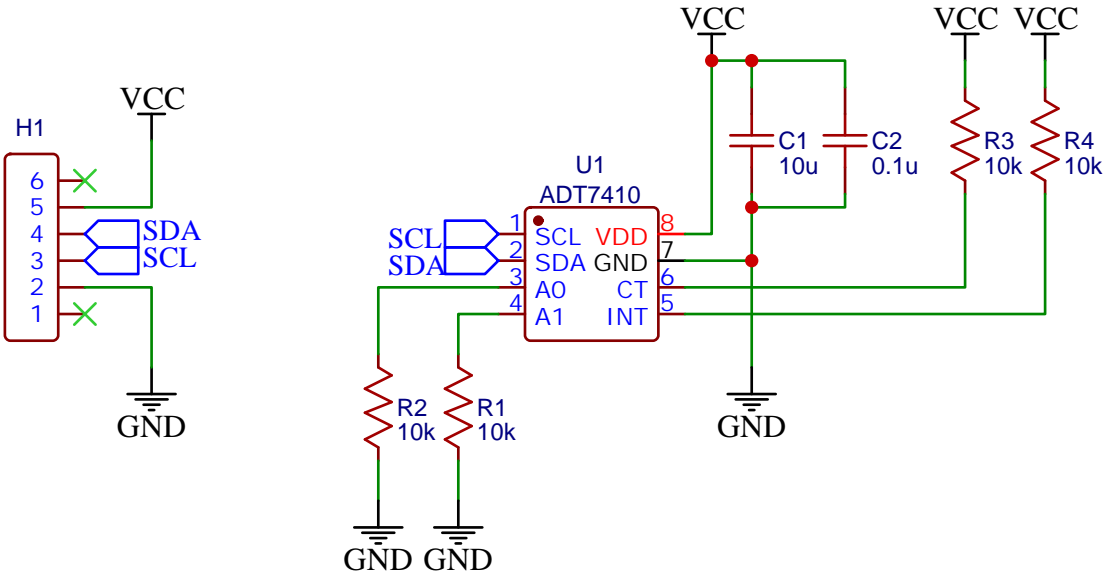 VCC
H1
6
5
4
3
2
1
SDA
SCL
GND
U1
ADT7410
SCL
SDA
1
2
3
4
SCL
SDA
A0
A1
VDD
GND
CT
INT
8
7
6
5
VCC
C1
10u
C2
0.1u
GND
VCC
R3
10k
VCC
R4
10k
R2
10k
GND
R1
10k
GND